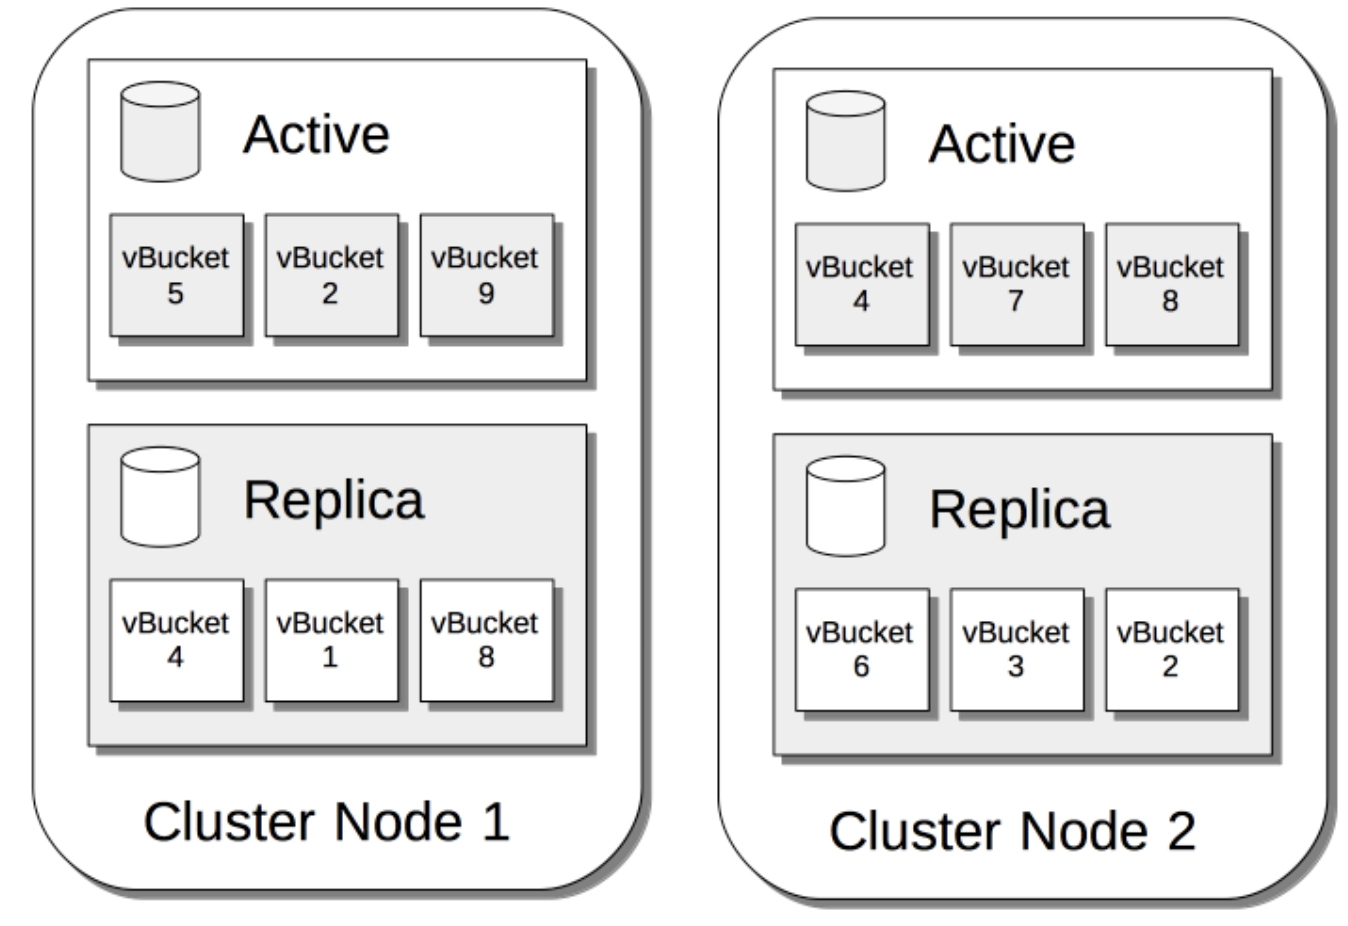 Active
vBucket
5
vBucket
2
vBucket
9
Replica
vBucket
4
vBucket
1
vBucket
8
Cluster Node 1
Active
vBucket
4
vBucket
7
vBucket
8
Replica
vBucket
6
vBucket
3
vBucket
2
Cluster Node 2